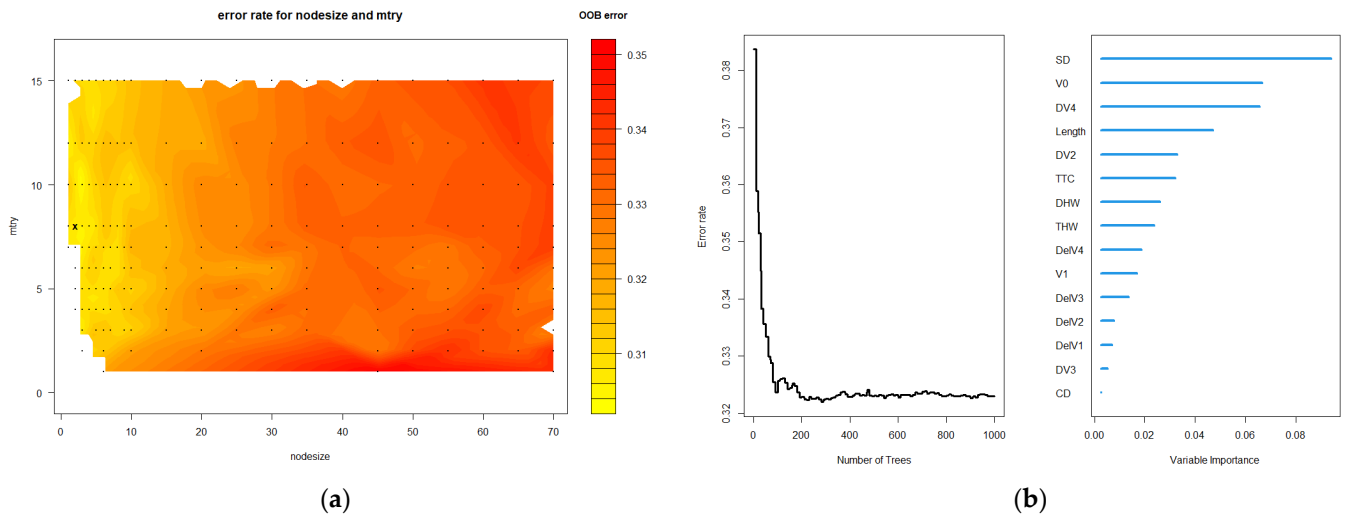 error rate for nodesize and mtry
OOB error
mtry
15
10
5
0
0 10 20 30 40 50 60 70
nodesize
x
0.35
0.34
0.33
0.32
0.31
(a)
Error rate
0.38
0.37
0.36
0.35
0.34
0.33
0.32
0 200 400 600 800 1000
Number of Trees
SD
V0
DV4
Length
DV2
TTC
DHW
THW
DelV4
V1
DelV3
DelV2
DelV1
DV3
CD
0.00 0.02 0.04 0.06 0.08
Variable Importance
(b)